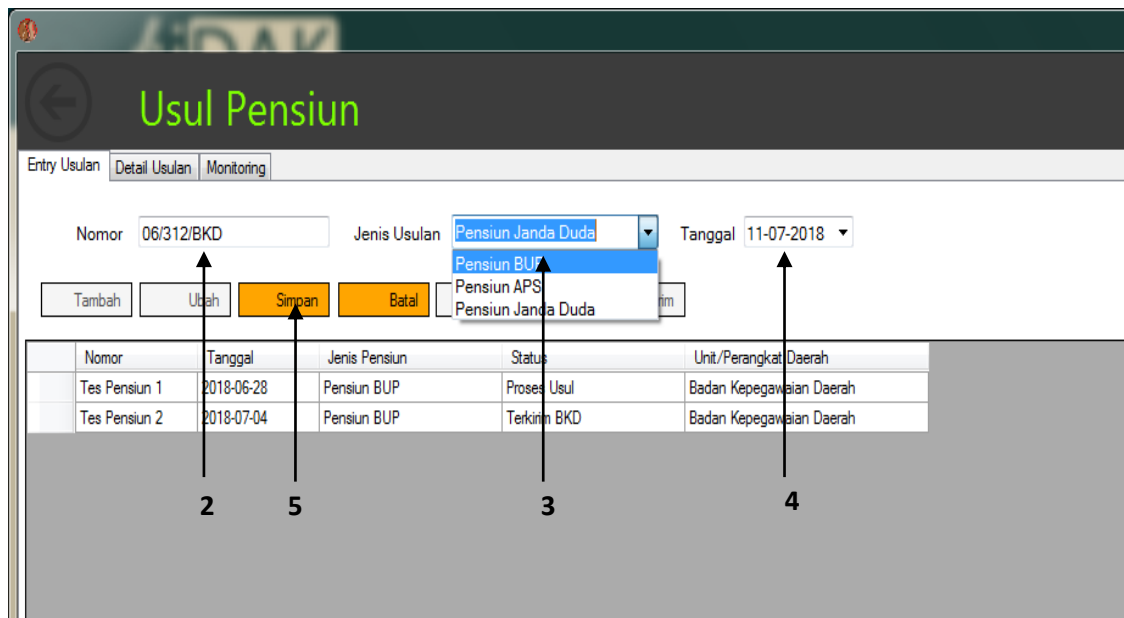 iDAK
Usul Pensiun
Entry Usulan Detail Usulan Monitoring
Nomor 06/312/BKD Jenis Usulan Pensiun Janda Duda Tanggal 11-07-2018
Pensiun BUP
Pensiun APS
Pensiun Janda Duda
Tambah Ubah Simpan Batal
Nomor Tanggal Jenis Pensiun Status Unit/Perangkat Daerah
Tes Pensiun 1 2018-06-28 Pensiun BUP Proses Usul Badan Kepegawaian Daerah
Tes Pensiun 2 2018-07-04 Pensiun BUP Terkirim BKD Badan Kepegawaian Daerah
2 5 3 4